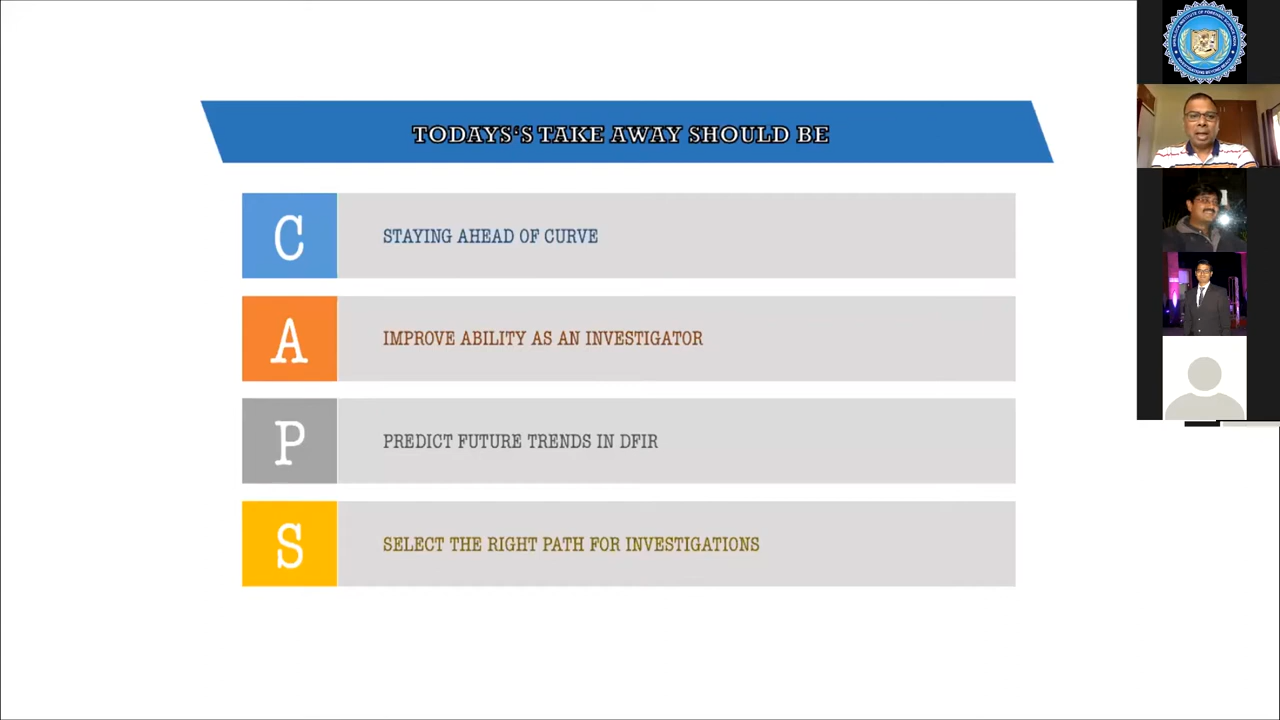 TODAYS'S TAKE AWAY SHOULD BE
C
STAYING AHEAD OF CURVE
A
IMPROVE ABILITY AS AN INVESTIGATOR
P
PREDICT FUTURE TRENDS IN DFIR
S
SELECT THE RIGHT PATH FOR INVESTIGATIONS